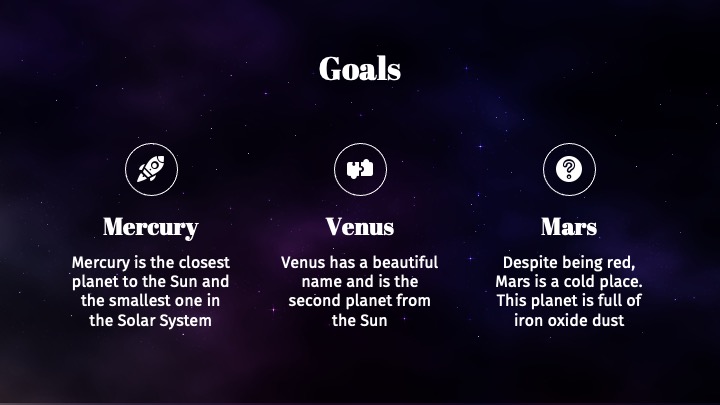 Goals
Mercury
Mercury is the closest
planet to the Sun and
the smallest one in
the Solar System
Venus
Venus has a beautiful
name and is the
second planet from
the Sun
Mars
Despite being red,
Mars is a cold place.
This planet is full of
iron oxide dust